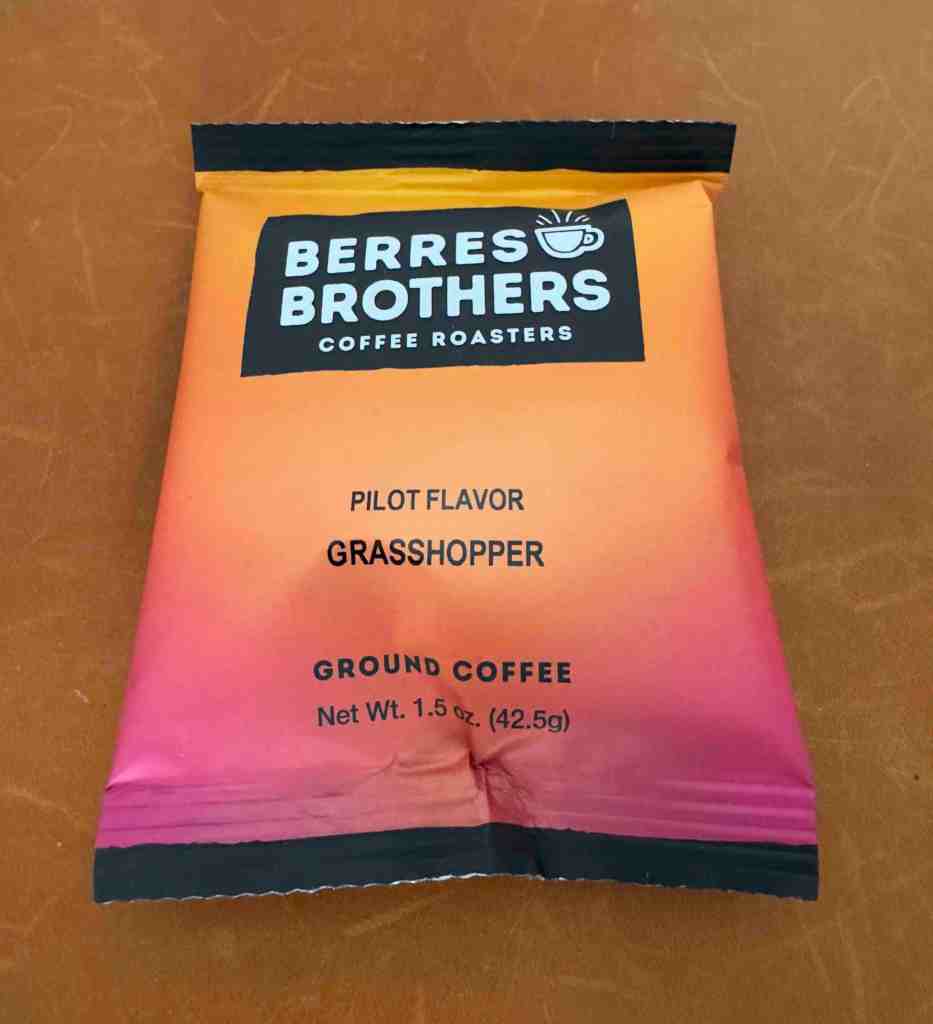 BERRES
BROTHERS
COFFEE ROASTERS
PILOT FLAVOR
GRASSHOPPER
GROUND COFFEE
Net Wt. 1.5 oz. (42.5g)